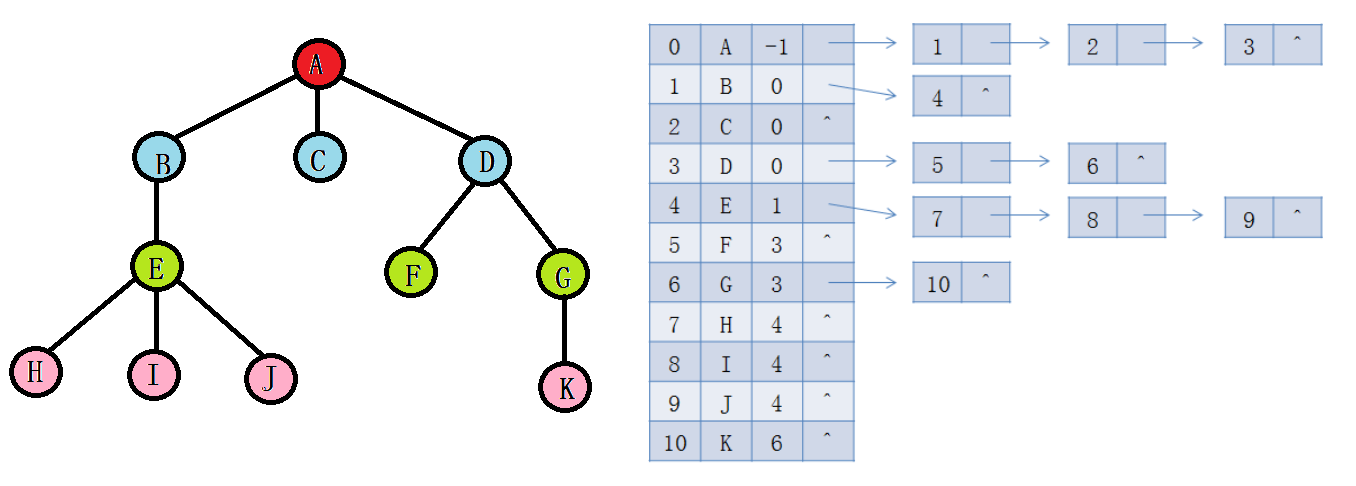 A
B
C
D
E
F
G
H
I
J
K
0 A -1 1 2 3 ^
1 B 0 4 ^
2 C 0 ^
3 D 0 5 6 ^
4 E 1 7 8 9 ^
5 F 3 ^
6 G 3 10 ^
7 H 4 ^
8 I 4 ^
9 J 4 ^
10 K 6 ^